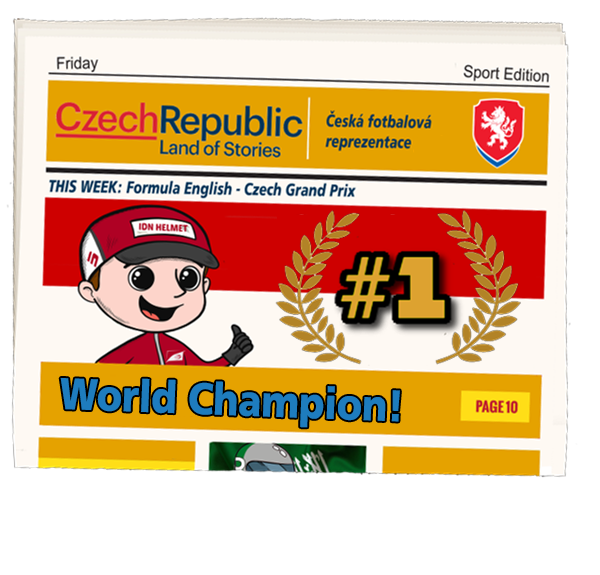 Friday
Sport Edition
CzechRepublic
Land of Stories
Česká fotbalová
reprezentace
THIS WEEK: Formula English - Czech Grand Prix
IDN HELMET
#1
World Champion!
PAGE 10